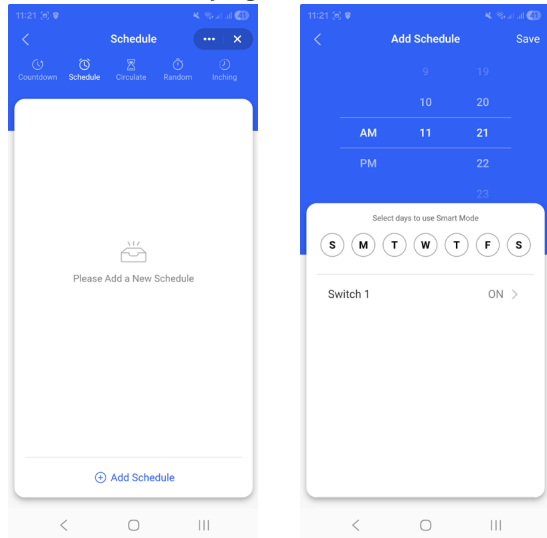 11:21
41
Schedule
Countdown Schedule Circulate Random Inching
Please Add a New Schedule
Add Schedule
11:21
41
Add Schedule Save
9 19
10 20
AM 11 21
PM 22
23
Select days to use Smart Mode
S M T W T F S
Switch 1 ON